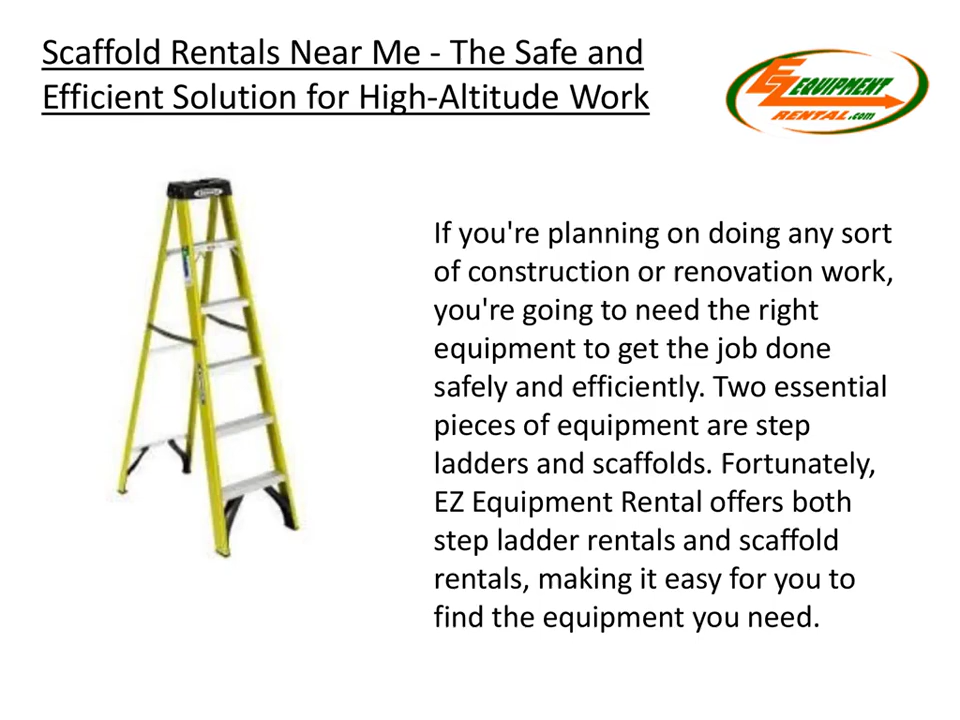 Scaffold Rentals Near Me - The Safe and
Efficient Solution for High-Altitude Work
EZ EQUIPMENT
RENTAL.com
If you're planning on doing any sort
of construction or renovation work,
you're going to need the right
equipment to get the job done
safely and efficiently. Two essential
pieces of equipment are step
ladders and scaffolds. Fortunately,
EZ Equipment Rental offers both
step ladder rentals and scaffold
rentals, making it easy for you to
find the equipment you need.